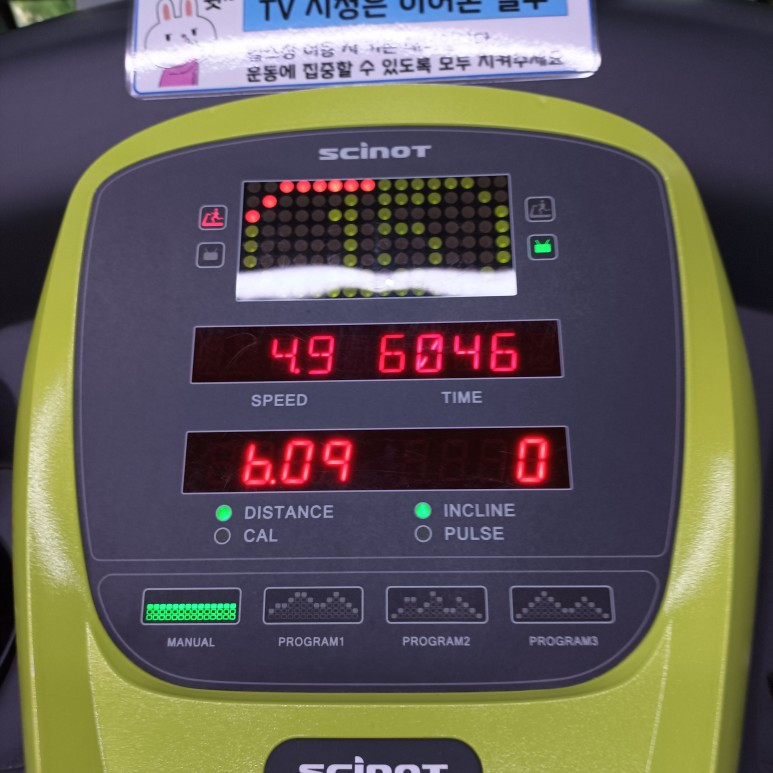 TV 시청은 이어폰 필수
운동에 집중할 수 있도록 모두 지켜주세요
SCINOT
4.9 6046
SPEED TIME
6.09 0
DISTANCE INCLINE
CAL PULSE
MANUAL PROGRAM1 PROGRAM2 PROGRAM3
SCINOT